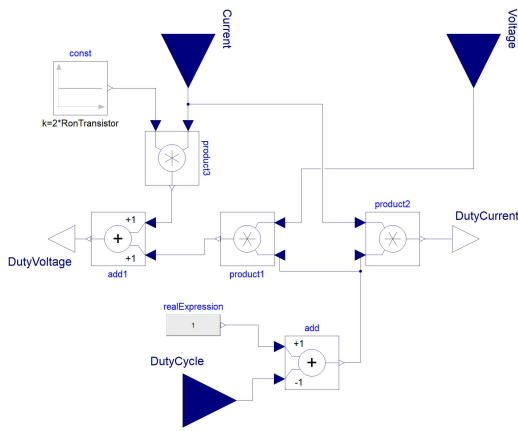 Current
Voltage
const
k=2*RonTransistor
product3
product2
DutyCurrent
+1
+
+1
add1
DutyVoltage
product1
realExpression
1
add
+1
+
-1
DutyCycle